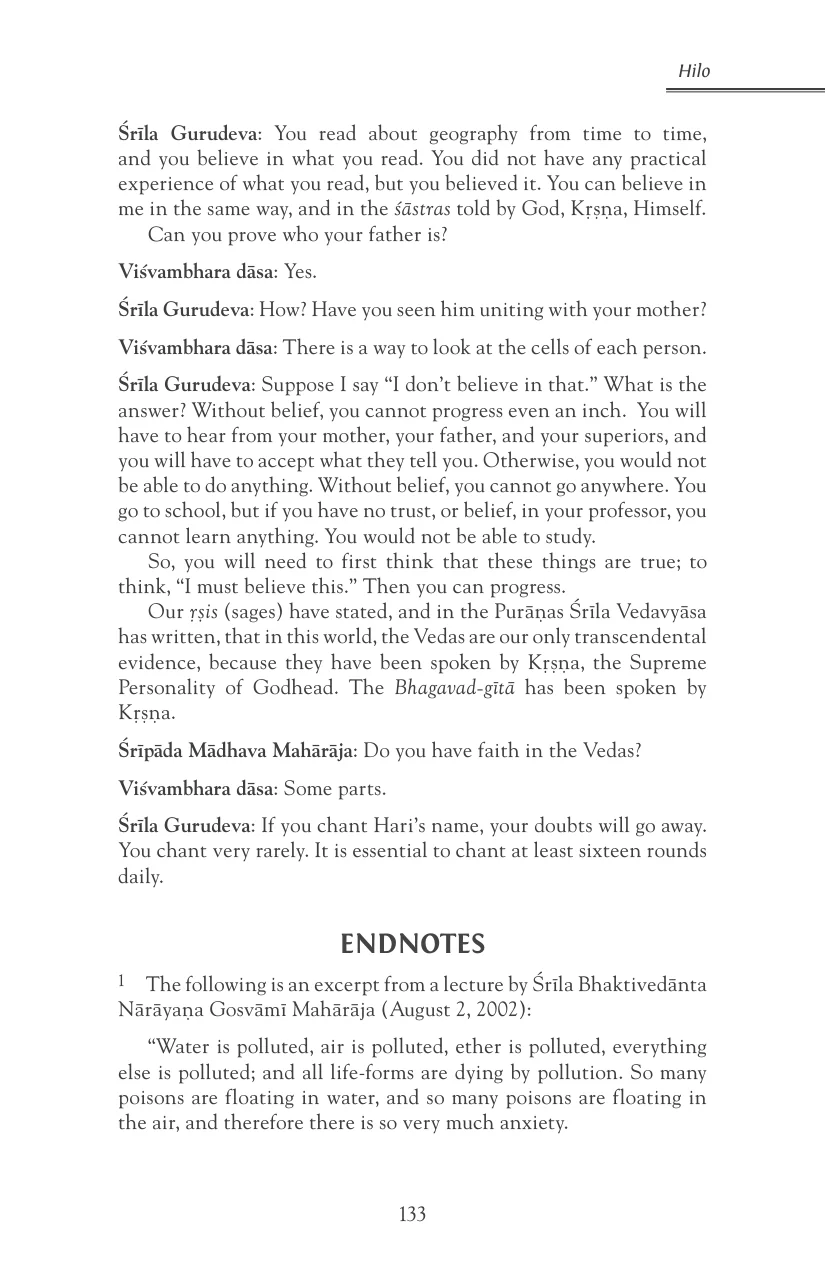 Hilo
Śrīla Gurudeva: You read about geography from time to time,
and you believe in what you read. You did not have any practical
experience of what you read, but you believed it. You can believe in
me in the same way, and in the śāstras told by God, Kṛṣṇa, Himself.
Can you prove who your father is?
Viśvambhara dāsa: Yes.
Śrīla Gurudeva: How? Have you seen him uniting with your mother?
Viśvambhara dāsa: There is a way to look at the cells of each person.
Śrīla Gurudeva: Suppose I say “I don’t believe in that.” What is the
answer? Without belief, you cannot progress even an inch. You will
have to hear from your mother, your father, and your superiors, and
you will have to accept what they tell you. Otherwise, you would not
be able to do anything. Without belief, you cannot go anywhere. You
go to school, but if you have no trust, or belief, in your professor, you
cannot learn anything. You would not be able to study.
So, you will need to first think that these things are true; to
think, “I must believe this.” Then you can progress.
Our ṛṣis (sages) have stated, and in the Purāṇas Śrīla Vedavyāsa
has written, that in this world, the Vedas are our only transcendental
evidence, because they have been spoken by Kṛṣṇa, the Supreme
Personality of Godhead. The Bhagavad-gītā has been spoken by
Kṛṣṇa.
Śrīpāda Mādhava Mahārāja: Do you have faith in the Vedas?
Viśvambhara dāsa: Some parts.
Śrīla Gurudeva: If you chant Hari’s name, your doubts will go away.
You chant very rarely. It is essential to chant at least sixteen rounds
daily.
ENDNOTES
1 The following is an excerpt from a lecture by Śrīla Bhaktivedānta
Nārāyaṇa Gosvāmī Mahārāja (August 2, 2002):
“Water is polluted, air is polluted, ether is polluted, everything
else is polluted; and all life-forms are dying by pollution. So many
poisons are floating in water, and so many poisons are floating in
the air, and therefore there is so very much anxiety.
133